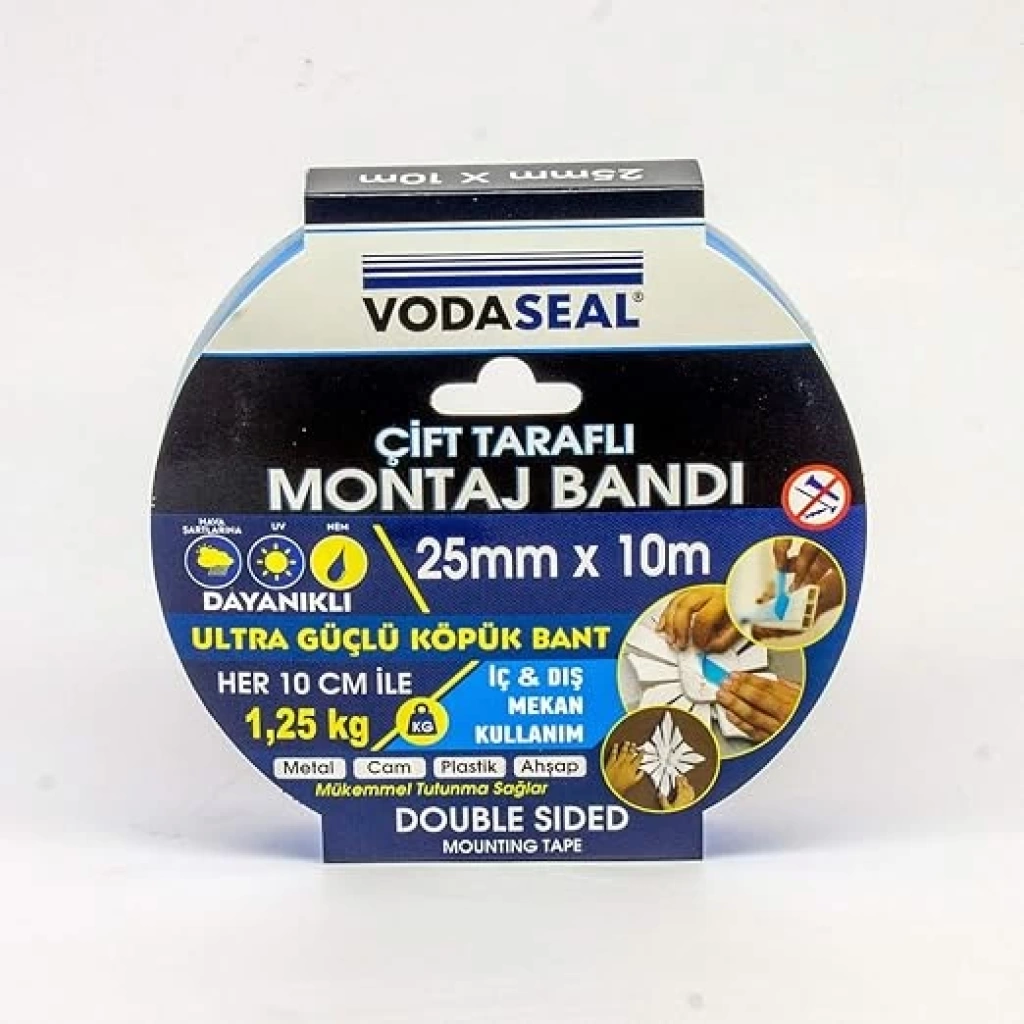 25mm X 10m
VODASEAL®
ÇİFT TARAFLI
MONTAJ BANDI
HAVA ŞARTLARINA
UV
NEM
DAYANIKLI
25mm x 10m
ULTRA GÜÇLÜ KÖPÜK BANT
HER 10 CM İLE
1,25 kg
KG
İÇ & DIŞ
MEKAN
KULLANIM
Metal Cam Plastik Ahşap
Mükemmel Tutunma Sağlar
DOUBLE SIDED
MOUNTING TAPE